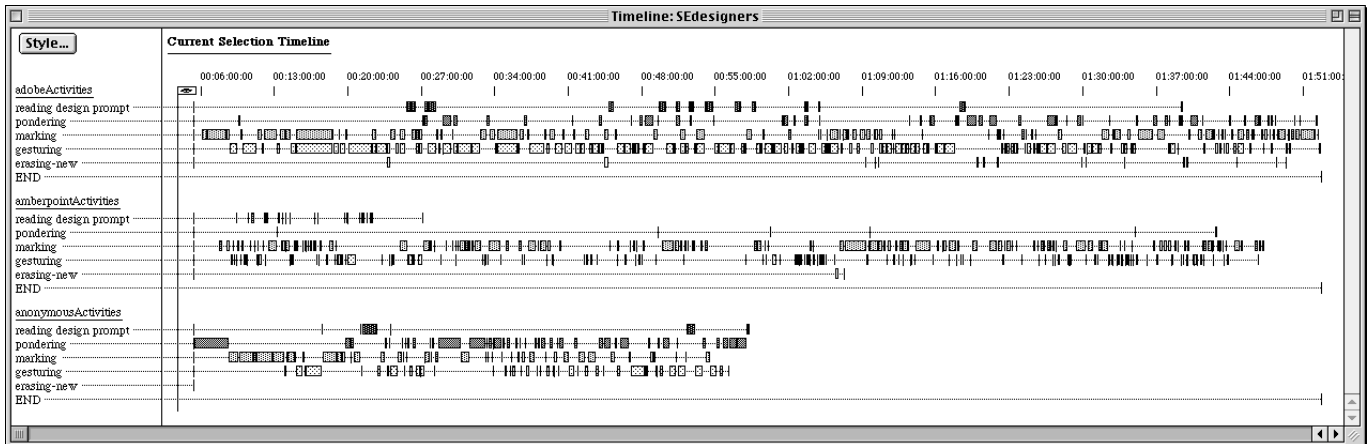 Timeline: SEdesigners
Style...
Current Selection Timeline
00:06:00:00 00:13:00:00 00:20:00:00 00:27:00:00 00:34:00:00 00:41:00:00 00:48:00:00 00:55:00:00 01:02:00:00 01:09:00:00 01:16:00:00 01:23:00:00 01:30:00:00 01:37:00:00 01:44:00:00 01:51:00:
adobeActivities
reading design prompt
pondering
marking
gesturing
erasing-new
END
amberpointActivities
reading design prompt
pondering
marking
gesturing
erasing-new
END
anonymousActivities
reading design prompt
pondering
marking
gesturing
erasing-new
END